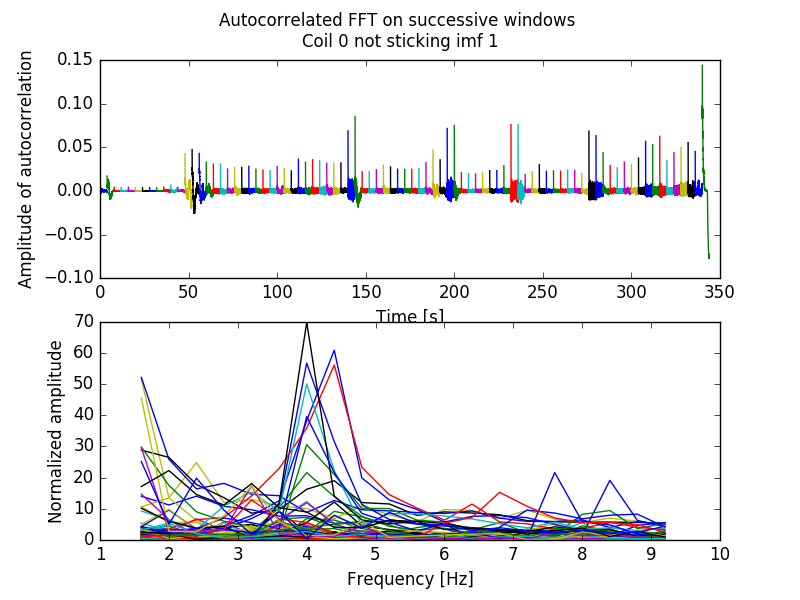 Autocorrelated FFT on successive windows
Coil 0 not sticking imf 1
Amplitude of autocorrelation
0.15
0.10
0.05
0.00
−0.05
−0.10
0 50 100 150 200 250 300 350
Time [s]
Normalized amplitude
70
60
50
40
30
20
10
0
1 2 3 4 5 6 7 8 9 10
Frequency [Hz]